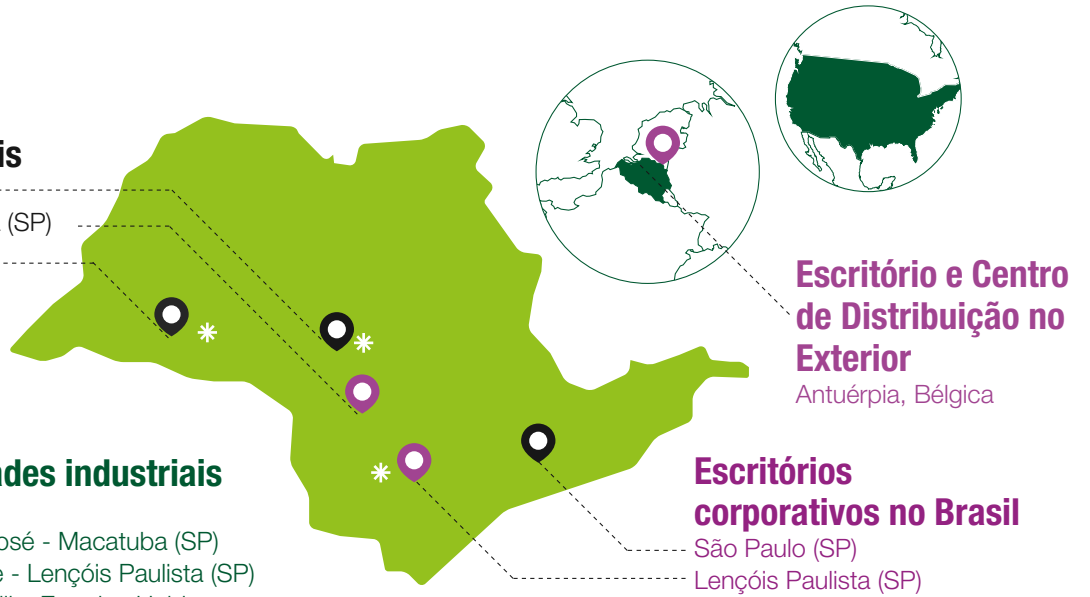 is
(SP)
Escritório e Centro
de Distribuição no
Exterior
Antuérpia, Bélgica
ades industriais
osé - Macatuba (SP)
e - Lençóis Paulista (SP)
Escritórios
corporativos no Brasil
São Paulo (SP)
Lençóis Paulista (SP)